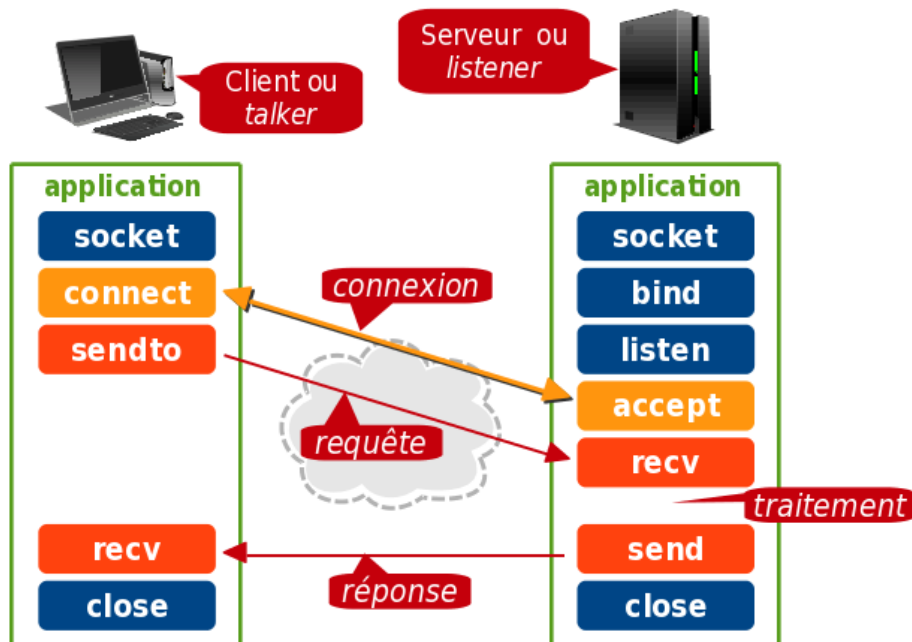 Client ou
talker
Serveur ou
listener
application
socket
connect
sendto
recv
close
connexion
requête
réponse
application
socket
bind
listen
accept
recv
traitement
send
close